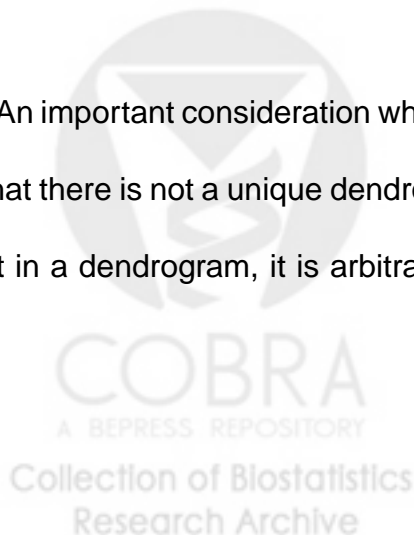 An important consideration wh
hat there is not a unique dendro
t in a dendrogram, it is arbitra
COBRA
A BEPRESS REPOSITORY
Collection of Biostatistics
Research Archive